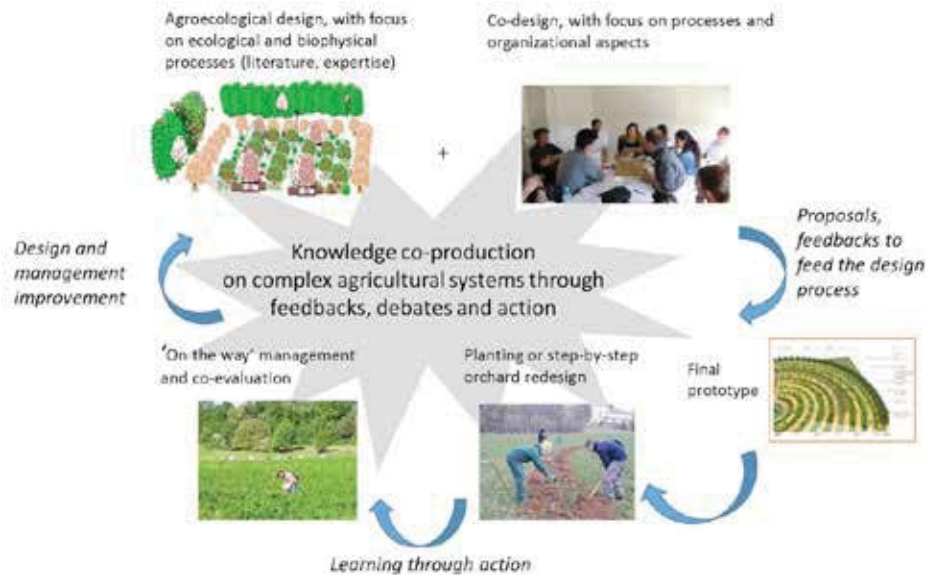 Agroecological design, with focus
on ecological and biophysical
processes (literature, expertise)
Co-design, with focus on processes and
organizational aspects
+
Proposals,
feedbacks to
feed the design
process
Design and
management
improvement
Knowledge co-production
on complex agricultural systems through
feedbacks, debates and action
'On the way' management
and co-evaluation
Planting or step-by-step
orchard redesign
Final
prototype
Learning through action